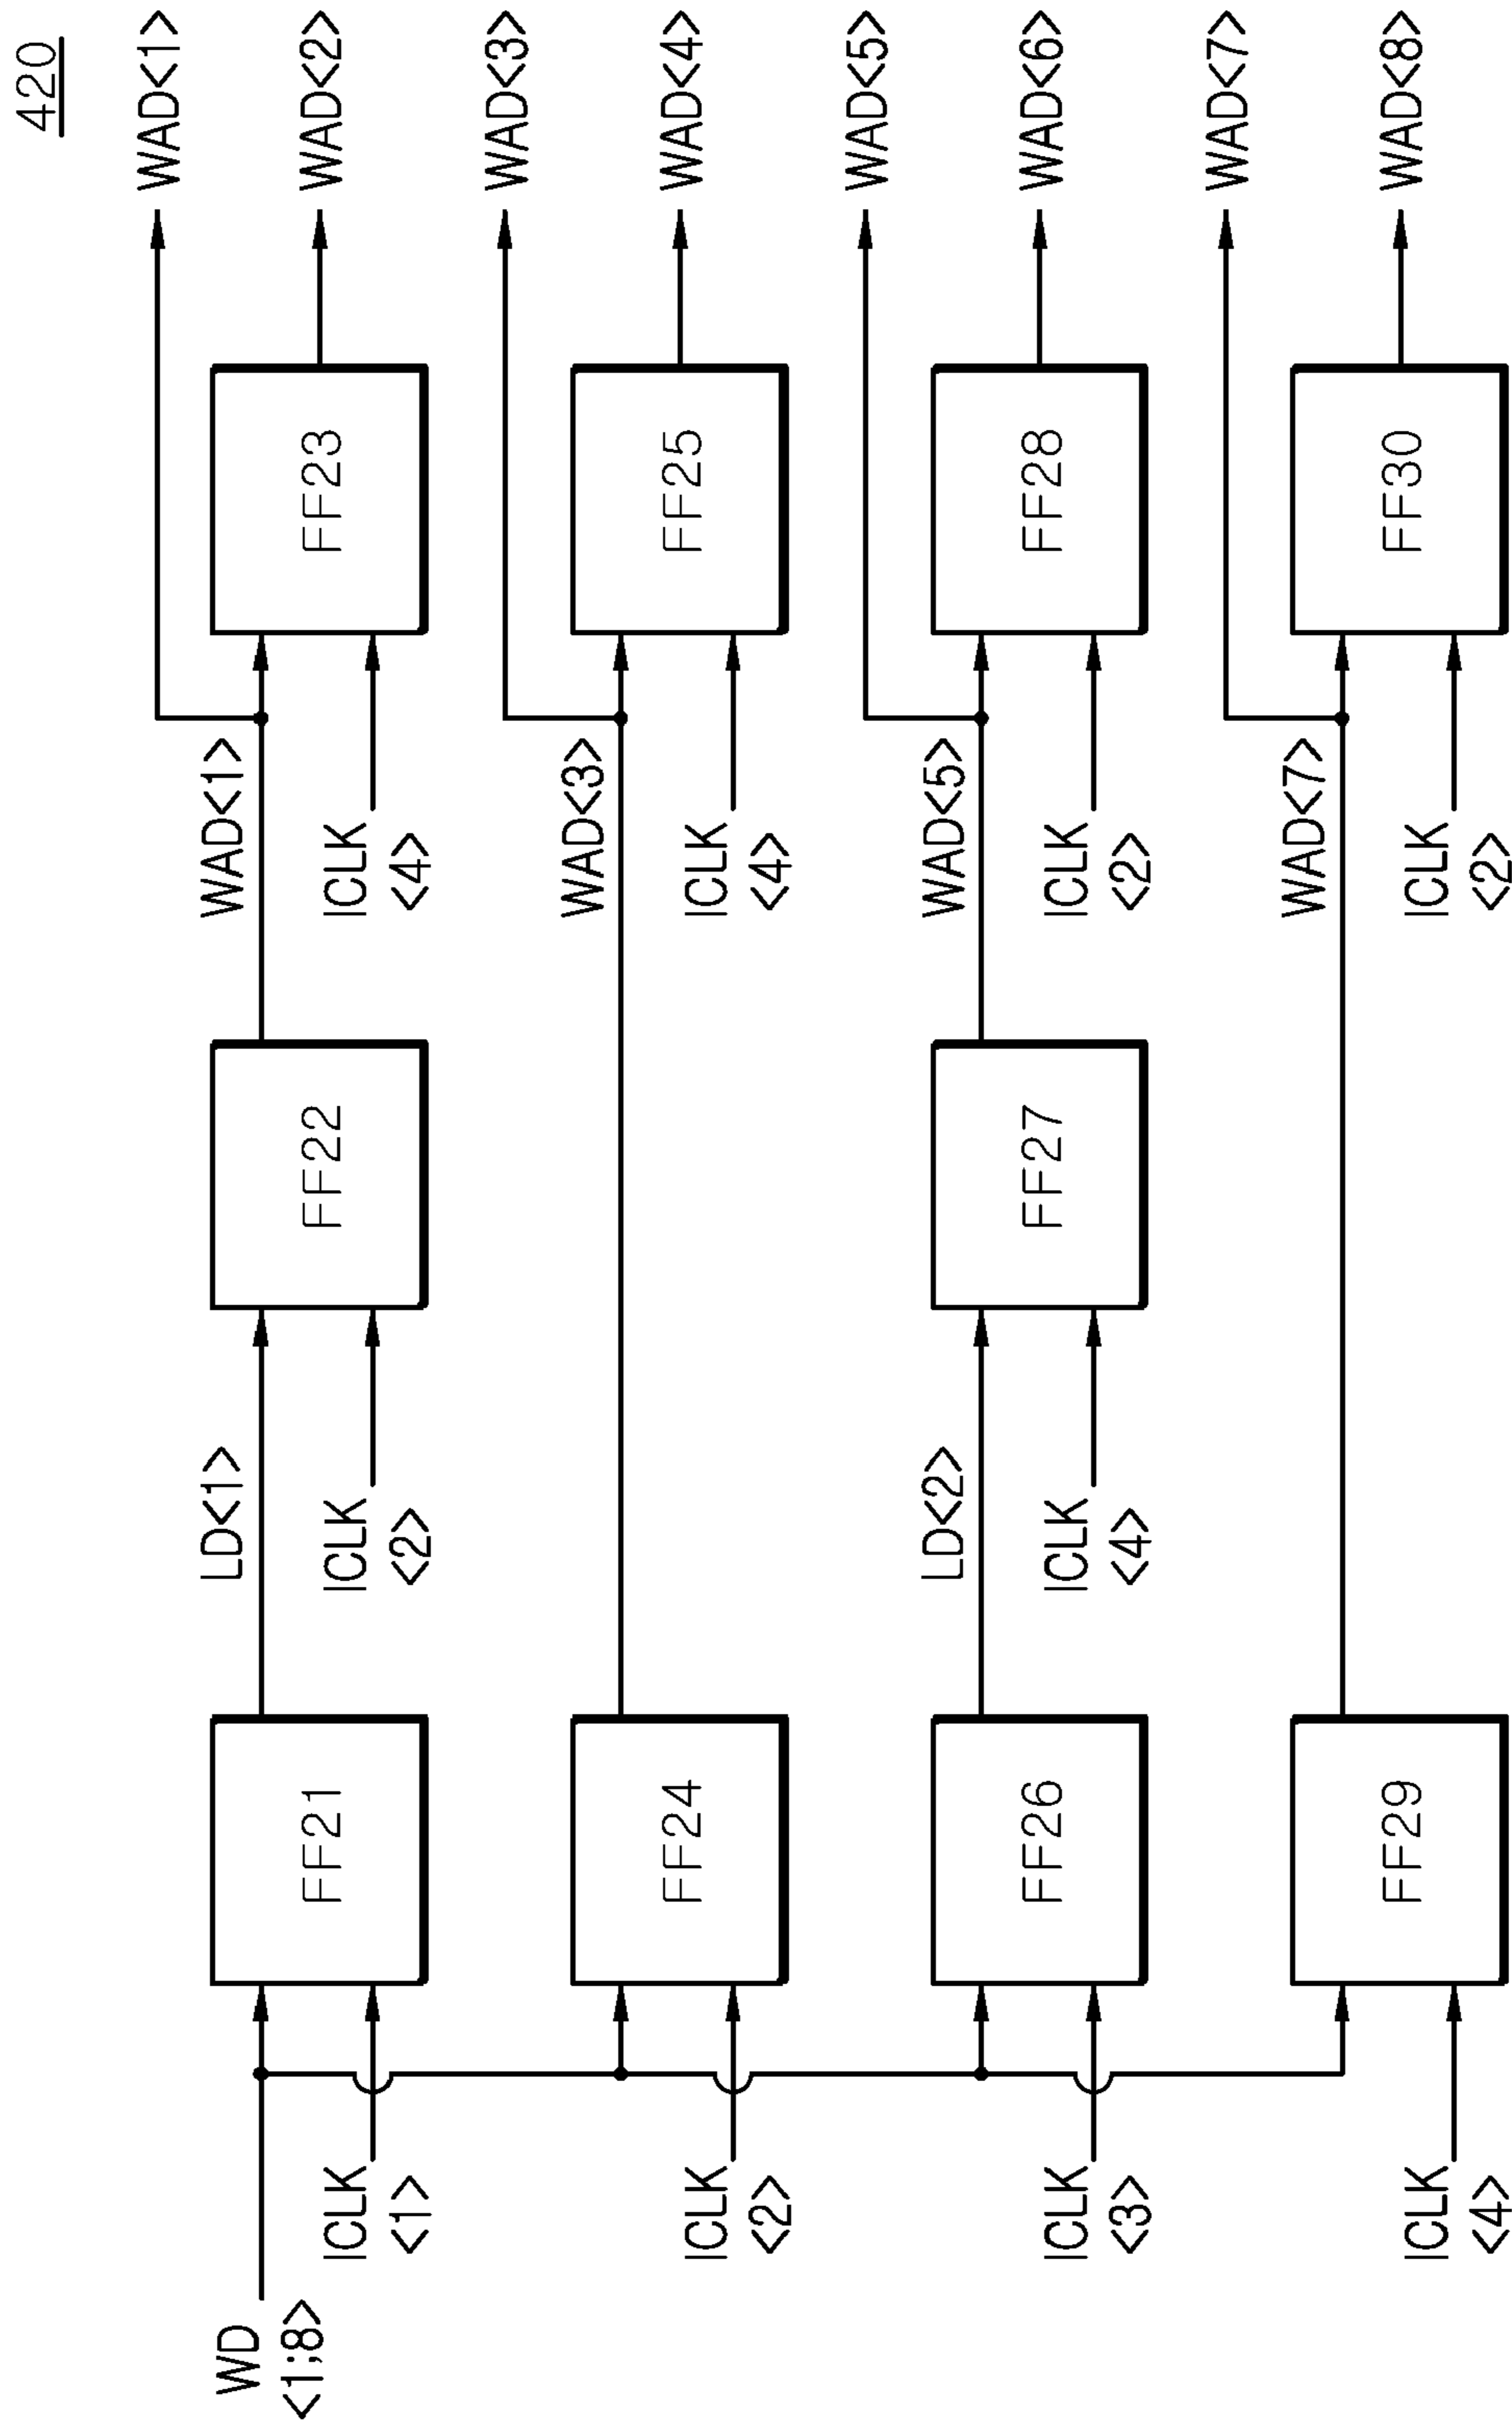 420
WD
<1;8>
ICLK
<1>
FF21
LD<1>
ICLK
<2>
FF22
WAD<1>
ICLK
<4>
FF23
WAD<1>
WAD<2>
ICLK
<2>
FF24
WAD<3>
ICLK
<4>
FF25
WAD<3>
WAD<4>
ICLK
<3>
FF26
LD<2>
ICLK
<4>
FF27
WAD<5>
ICLK
<2>
FF28
WAD<5>
WAD<6>
ICLK
<4>
FF29
WAD<7>
ICLK
<2>
FF30
WAD<7>
WAD<8>